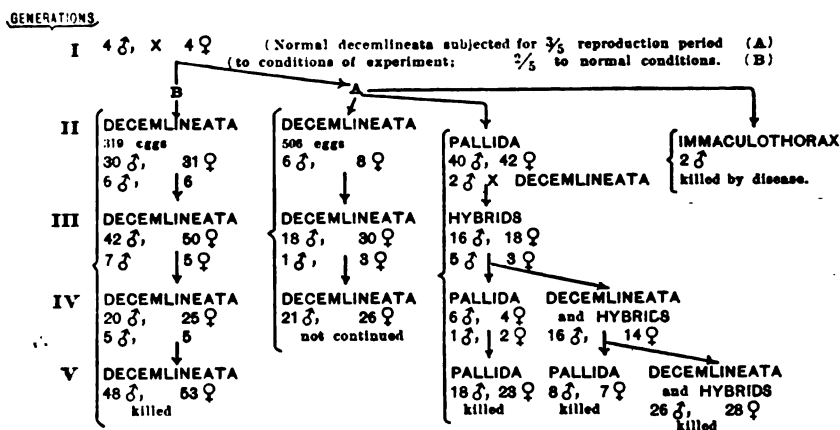 GENERATIONS
I 4 ♂, X 4 ♀ (Normal decemlineata subjected for 3/5 reproduction period (A)
(to conditions of experiment; 2/5 to normal conditions. (B)
B A
II DECEMLINEATA DECEMLINEATA PALLIDA IMMACULOTHORAX
319 eggs 506 eggs
30 ♂, 31 ♀ 6 ♂, 8 ♀ 40 ♂, 42 ♀ 2 ♂
6 ♂, 6 2 ♂ X DECEMLINEATA killed by disease.
III DECEMLINEATA DECEMLINEATA HYBRIDS
42 ♂, 50 ♀ 18 ♂, 30 ♀ 16 ♂, 18 ♀
7 ♂ 5 ♀ 1 ♂, 3 ♀ 5 ♂, 3 ♀
IV DECEMLINEATA DECEMLINEATA PALLIDA DECEMLINEATA
and HYBRIDS
20 ♂, 25 ♀ 21 ♂, 26 ♀ 6 ♂, 4 ♀
5 ♂, 5 not continued 1 ♂, 2 ♀ 16 ♂, 14 ♀
V DECEMLINEATA PALLIDA PALLIDA DECEMLINEATA
and HYBRIDS
48 ♂, 53 ♀ 18 ♂, 23 ♀ 8 ♂, 7 ♀ 26 ♂, 28 ♀
killed killed killed killed